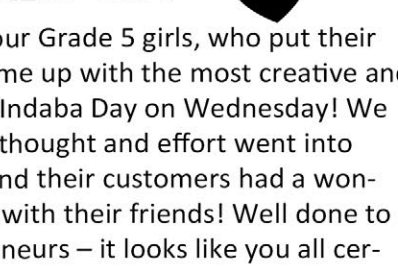 our Grade 5 girls, who put their
me up with the most creative and
Indaba Day on Wednesday! We
thought and effort went into
nd their customers had a won-
with their friends! Well done to
neurs – it looks like you all cer-